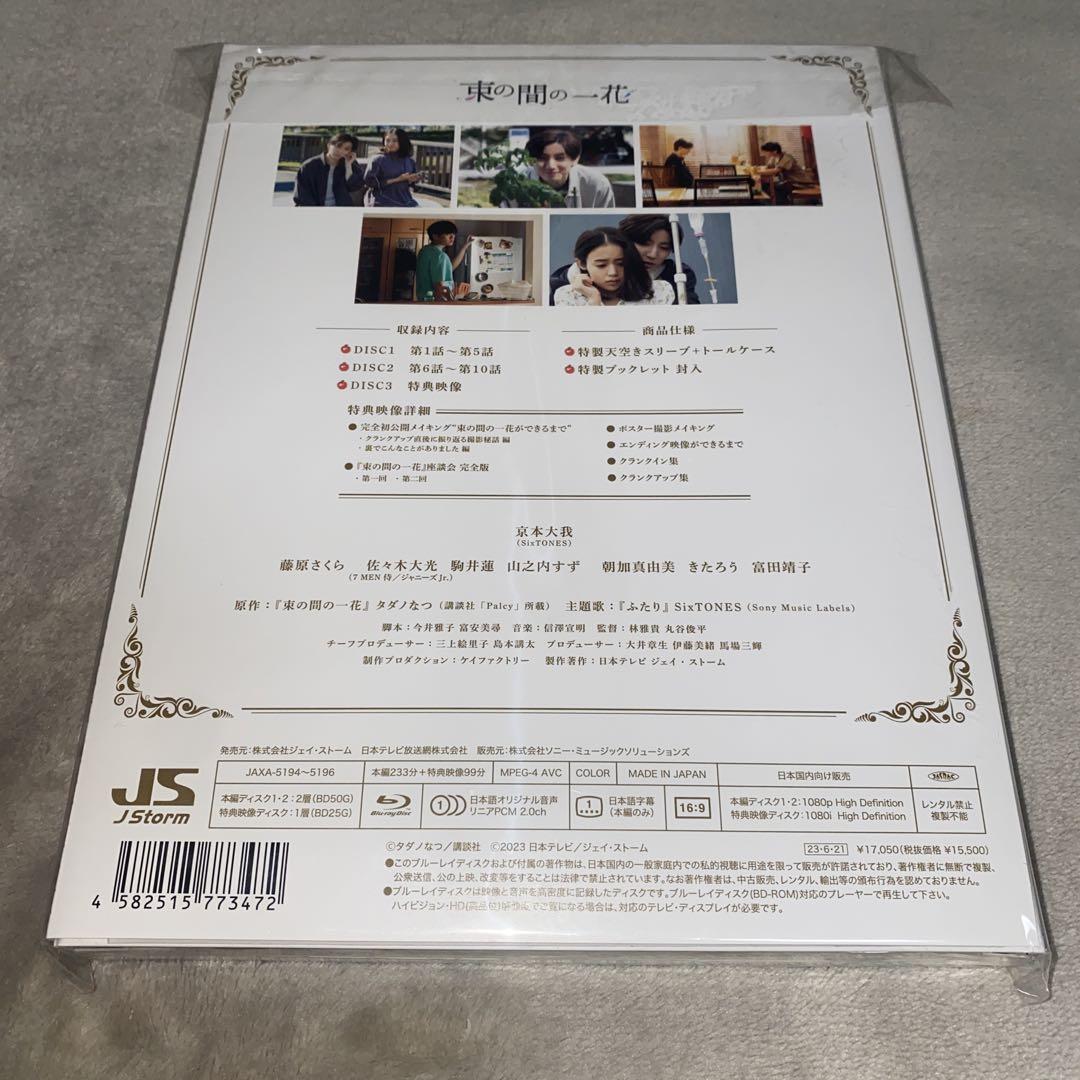 束の間の一花
収録内容
DISC1 第1話〜第5話
DISC2 第6話〜第10話
DISC3 特典映像
商品仕様
特製天空きスリーブ+トールケース
特製ブックレット 封入
特典映像詳細
● 完全初公開メイキング"束の間の一花ができるまで"
・クランクアップ直後に振り返る撮影秘話 編
・裏でこんなことがありました 編
● 『束の間の一花』座談会 完全版
・第一回 ・第二回
● ポスター撮影メイキング
● エンディング映像ができるまで
● クランクイン集
● クランクアップ集
京本大我
(SixTONES)
藤原さくら 佐々木大光 駒井蓮 山之内すず 朝加真由美 きたろう 富田靖子
(7 MEN 侍/ジャニーズJr.)
原作:『束の間の一花』タダノなつ(講談社「Palcy」所載) 主題歌:『ふたり』SixTONES (Sony Music Labels)
脚本:今井雅子 富安美尋 音楽:信澤宣明 監督:林雅貴 丸谷俊平
チーフプロデューサー:三上絵里子 島本講太 プロデューサー:大井章生 伊藤美緒 馬場三輝
制作プロダクション:ケイファクトリー 製作著作:日本テレビ ジェイ・ストーム
発売元:株式会社ジェイ・ストーム 日本テレビ放送網株式会社 販売元:株式会社ソニー・ミュージックソリューションズ
JS
J Storm
JAXA-5194〜5196 本編233分+特典映像99分 MPEG-4 AVC COLOR MADE IN JAPAN 日本国内向け販売
本編ディスク1・2:2層(BD50G)
特典映像ディスク:1層(BD25G)
Blu-ray Disc
1 日本語オリジナル音声
リニアPCM 2.0ch
1 日本語字幕
(本編のみ)
16:9
本編ディスク1・2:1080p High Definition
特典映像ディスク:1080i High Definition
レンタル禁止
複製不能
©タダノなつ/講談社 ©2023 日本テレビ/ジェイ・ストーム
23・6・21 ¥17,050(税抜価格 ¥15,500)
●このブルーレイディスクおよび付属の著作物は、日本国内の一般家庭内での私的視聴に用途を限って販売が許諾されており、著作権者に無断で複製、
公衆送信、公の上映、改変等をすることは法律で禁止されています。なお著作権者は、中古販売、レンタル、輸出等の頒布行為を認めておりません。
●ブルーレイディスクは映像と音声を高密度に記録したディスクです。ブルーレイディスク(BD-ROM)対応のプレーヤーで再生して下さい。
ハイビジョン・HD(高品位)映像でご覧になる場合は、対応のテレビ・ディスプレイが必要です。
4 582515 773472